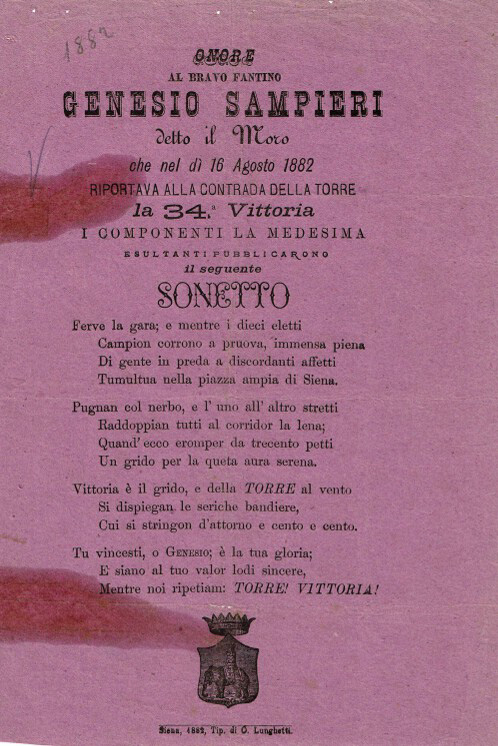 1882
ONORE
AL BRAVO FANTINO
GENESIO SAMPIERI
detto il Moro
che nel dì 16 Agosto 1882
RIPORTAVA ALLA CONTRADA DELLA TORRE
la 34.ª Vittoria
I COMPONENTI LA MEDESIMA
ESULTANTI PUBBLICARONO
il seguente
SONETTO
Ferve la gara; e mentre i dieci eletti
Campion corrono a pruova, immensa piena
Di gente in preda a discordanti affetti
Tumultua nella piazza ampia di Siena.
Pugnan col nerbo, e l' uno all' altro stretti
Raddoppian tutti al corridor la lena;
Quand' ecco eromper da trecento petti
Un grido per la queta aura serena.
Vittoria è il grido, e della TORRE al vento
Si dispiegan le seriche bandiere,
Cui si stringon d'attorno e cento e cento.
Tu vincesti, o GENESIO; è la tua gloria;
E siano al tuo valor lodi sincere,
Mentre noi ripetiam: TORRE! VITTORIA!
Siena, 1882, Tip. di G. Lunghetti.